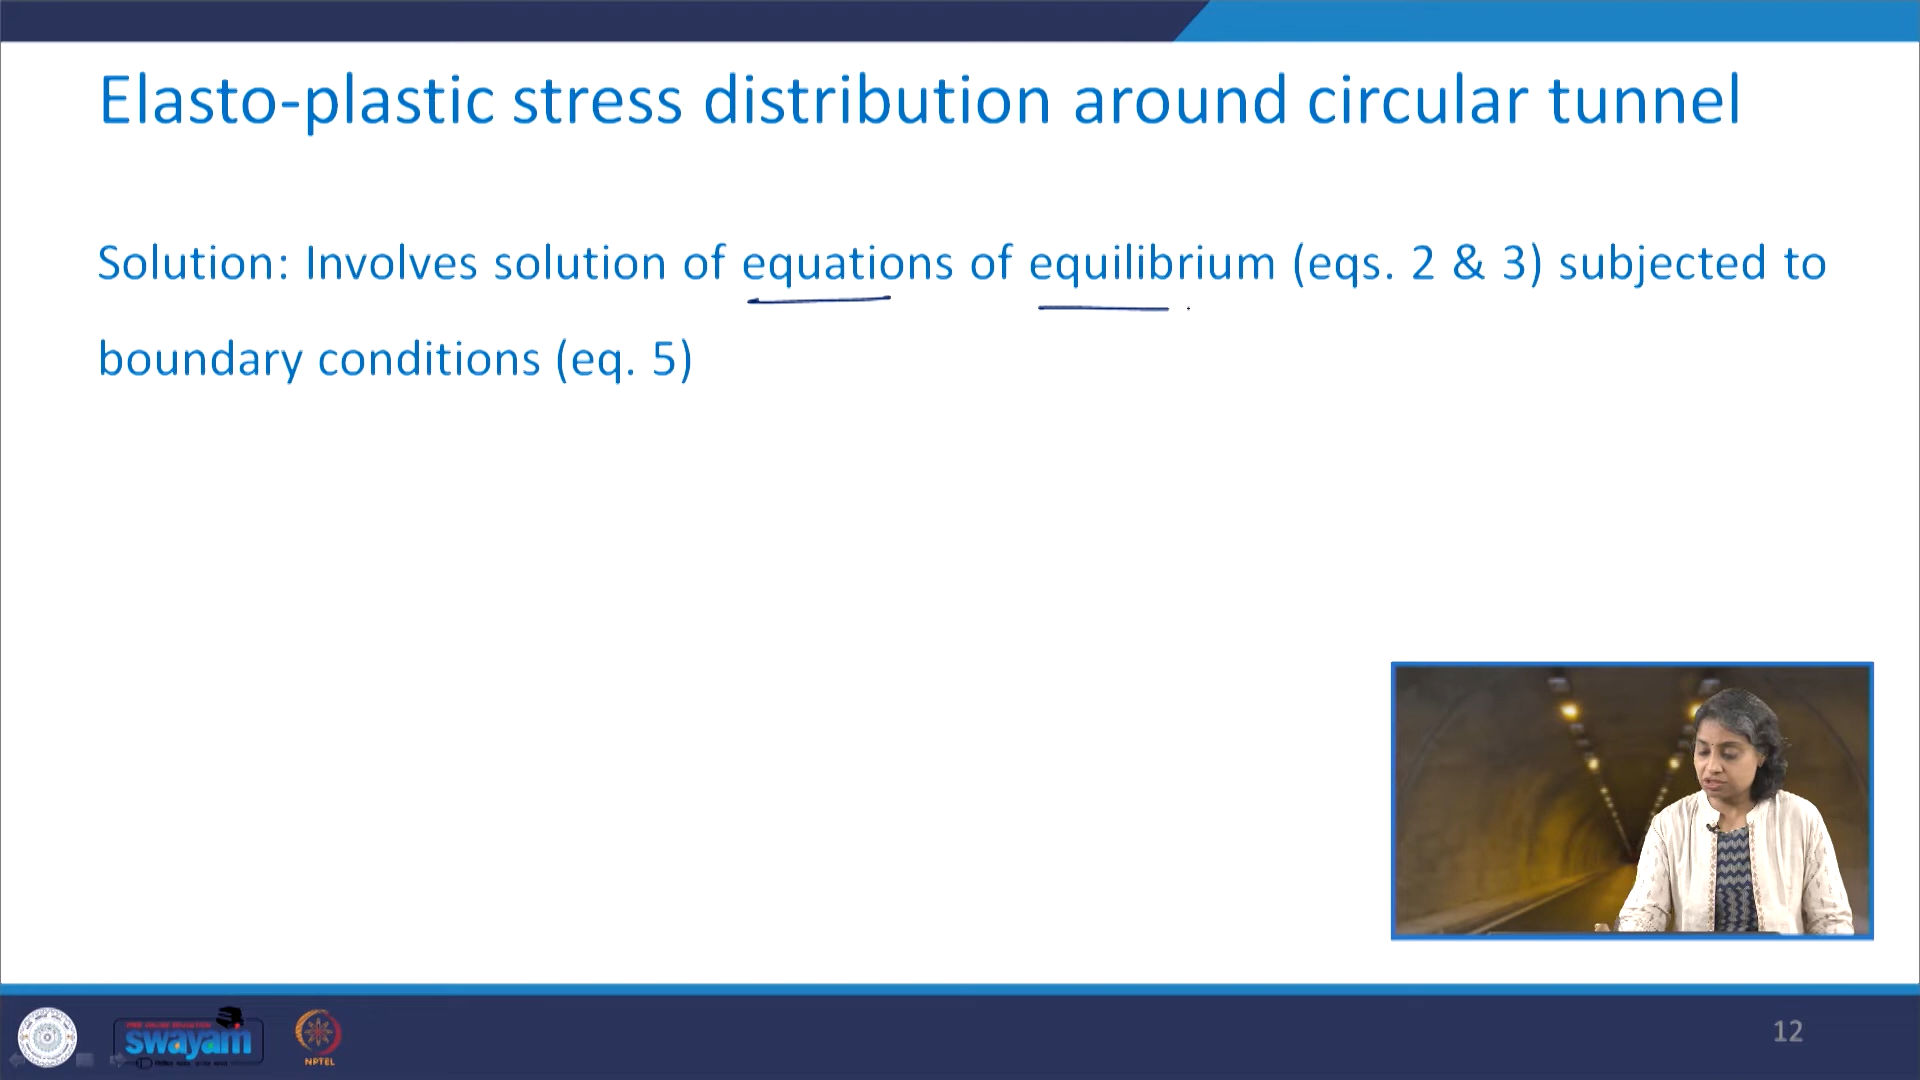 Elasto-plastic stress distribution around circular tunnel
Solution: Involves solution of equations of equilibrium (eqs. 2 & 3) subjected to
boundary conditions (eq. 5)
swayam
NPTEL
12